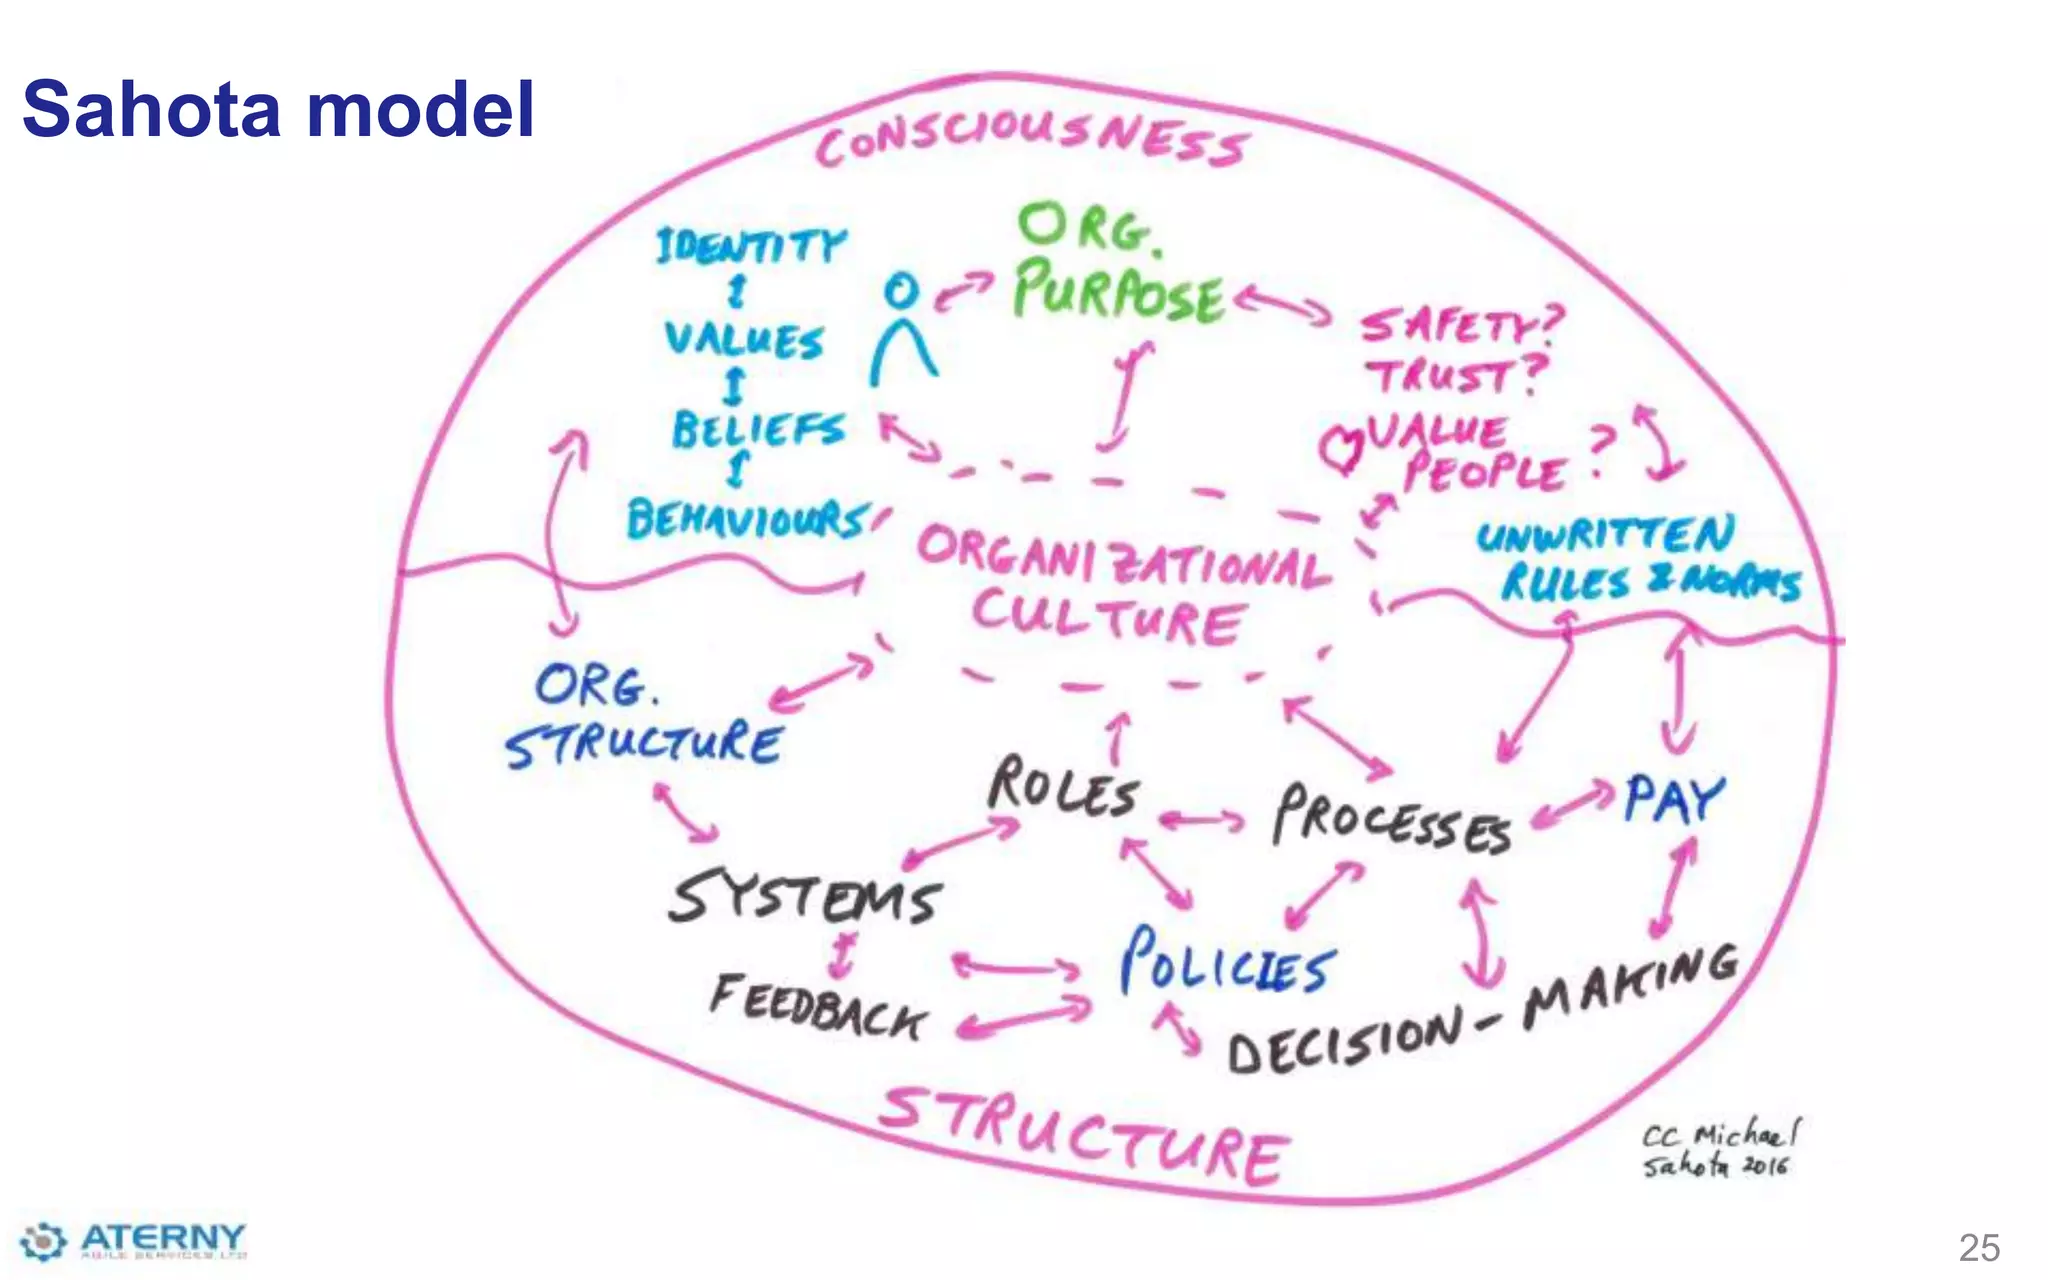 Sahota model
CONSCIOUSNESS
IDENTITY
VALUES
BELIEFS
BEHAVIOURS
ORG.
PURPOSE
SAFETY?
TRUST?
VALUE
PEOPLE?
UNWRITTEN
RULES & NORMS
ORGANIZATIONAL
CULTURE
ORG.
STRUCTURE
ROLES
PROCESSES
PAY
SYSTEMS
FEEDBACK
POLICIES
DECISION-MAKING
STRUCTURE
CC Michael
Sahota 2016
ATERNY
AGILE SERVICES LTD
25